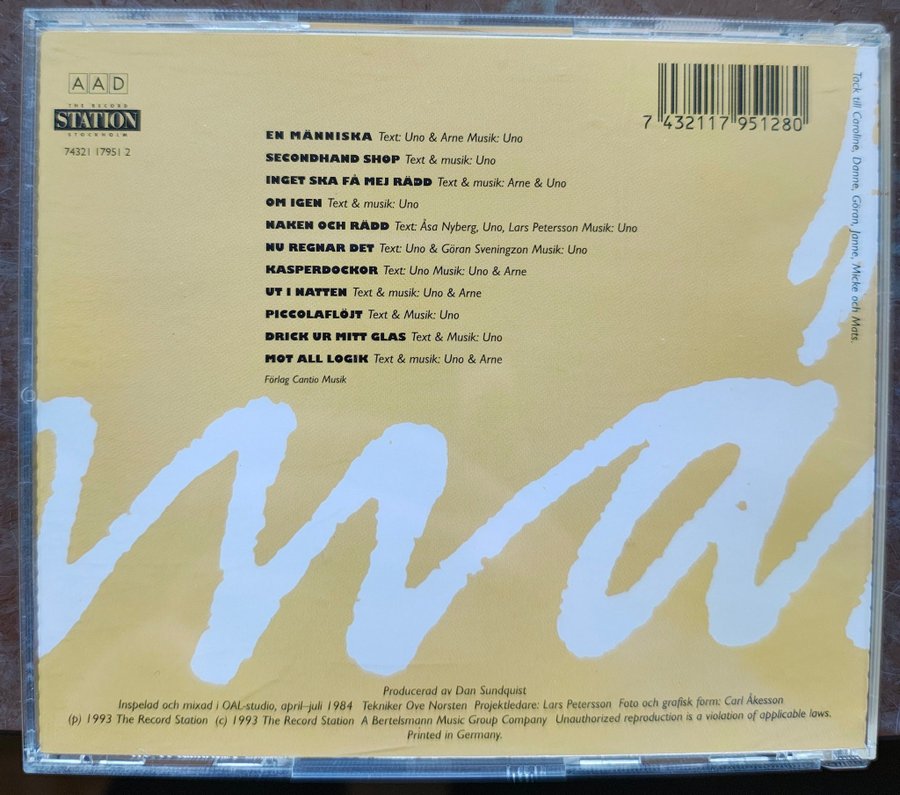 AAD
THE RECORD
STATION
STOCKHOLM
74321 17951 2
7 432117 951280
EN MÄNNISKA Text: Uno & Arne Musik: Uno
SECONDHAND SHOP Text & musik: Uno
INGET SKA FÅ MEJ RÄDD Text & musik: Arne & Uno
OM IGEN Text & musik: Uno
NAKEN OCH RÄDD Text: Åsa Nyberg, Uno, Lars Petersson Musik: Uno
NU REGNAR DET Text: Uno & Göran Sveningzon Musik: Uno
KASPERDOCKOR Text: Uno Musik: Uno & Arne
UT I NATTEN Text & musik: Uno & Arne
PICCOLAFLÖJT Text & Musik: Uno
DRICK UR MITT GLAS Text & Musik: Uno
MOT ALL LOGIK Text & musik: Uno & Arne
Förlag Cantio Musik
Tack till Caroline, Danne, Göran, Janne, Micke och Mats.
Producerad av Dan Sundquist
Inspelad och mixad i OAL-studio, april–juli 1984 Tekniker Ove Norsten Projektledare: Lars Petersson Foto och grafisk form: Carl Åkesson
(p) 1993 The Record Station (c) 1993 The Record Station A Bertelsmann Music Group Company Unauthorized reproduction is a violation of applicable laws.
Printed in Germany.